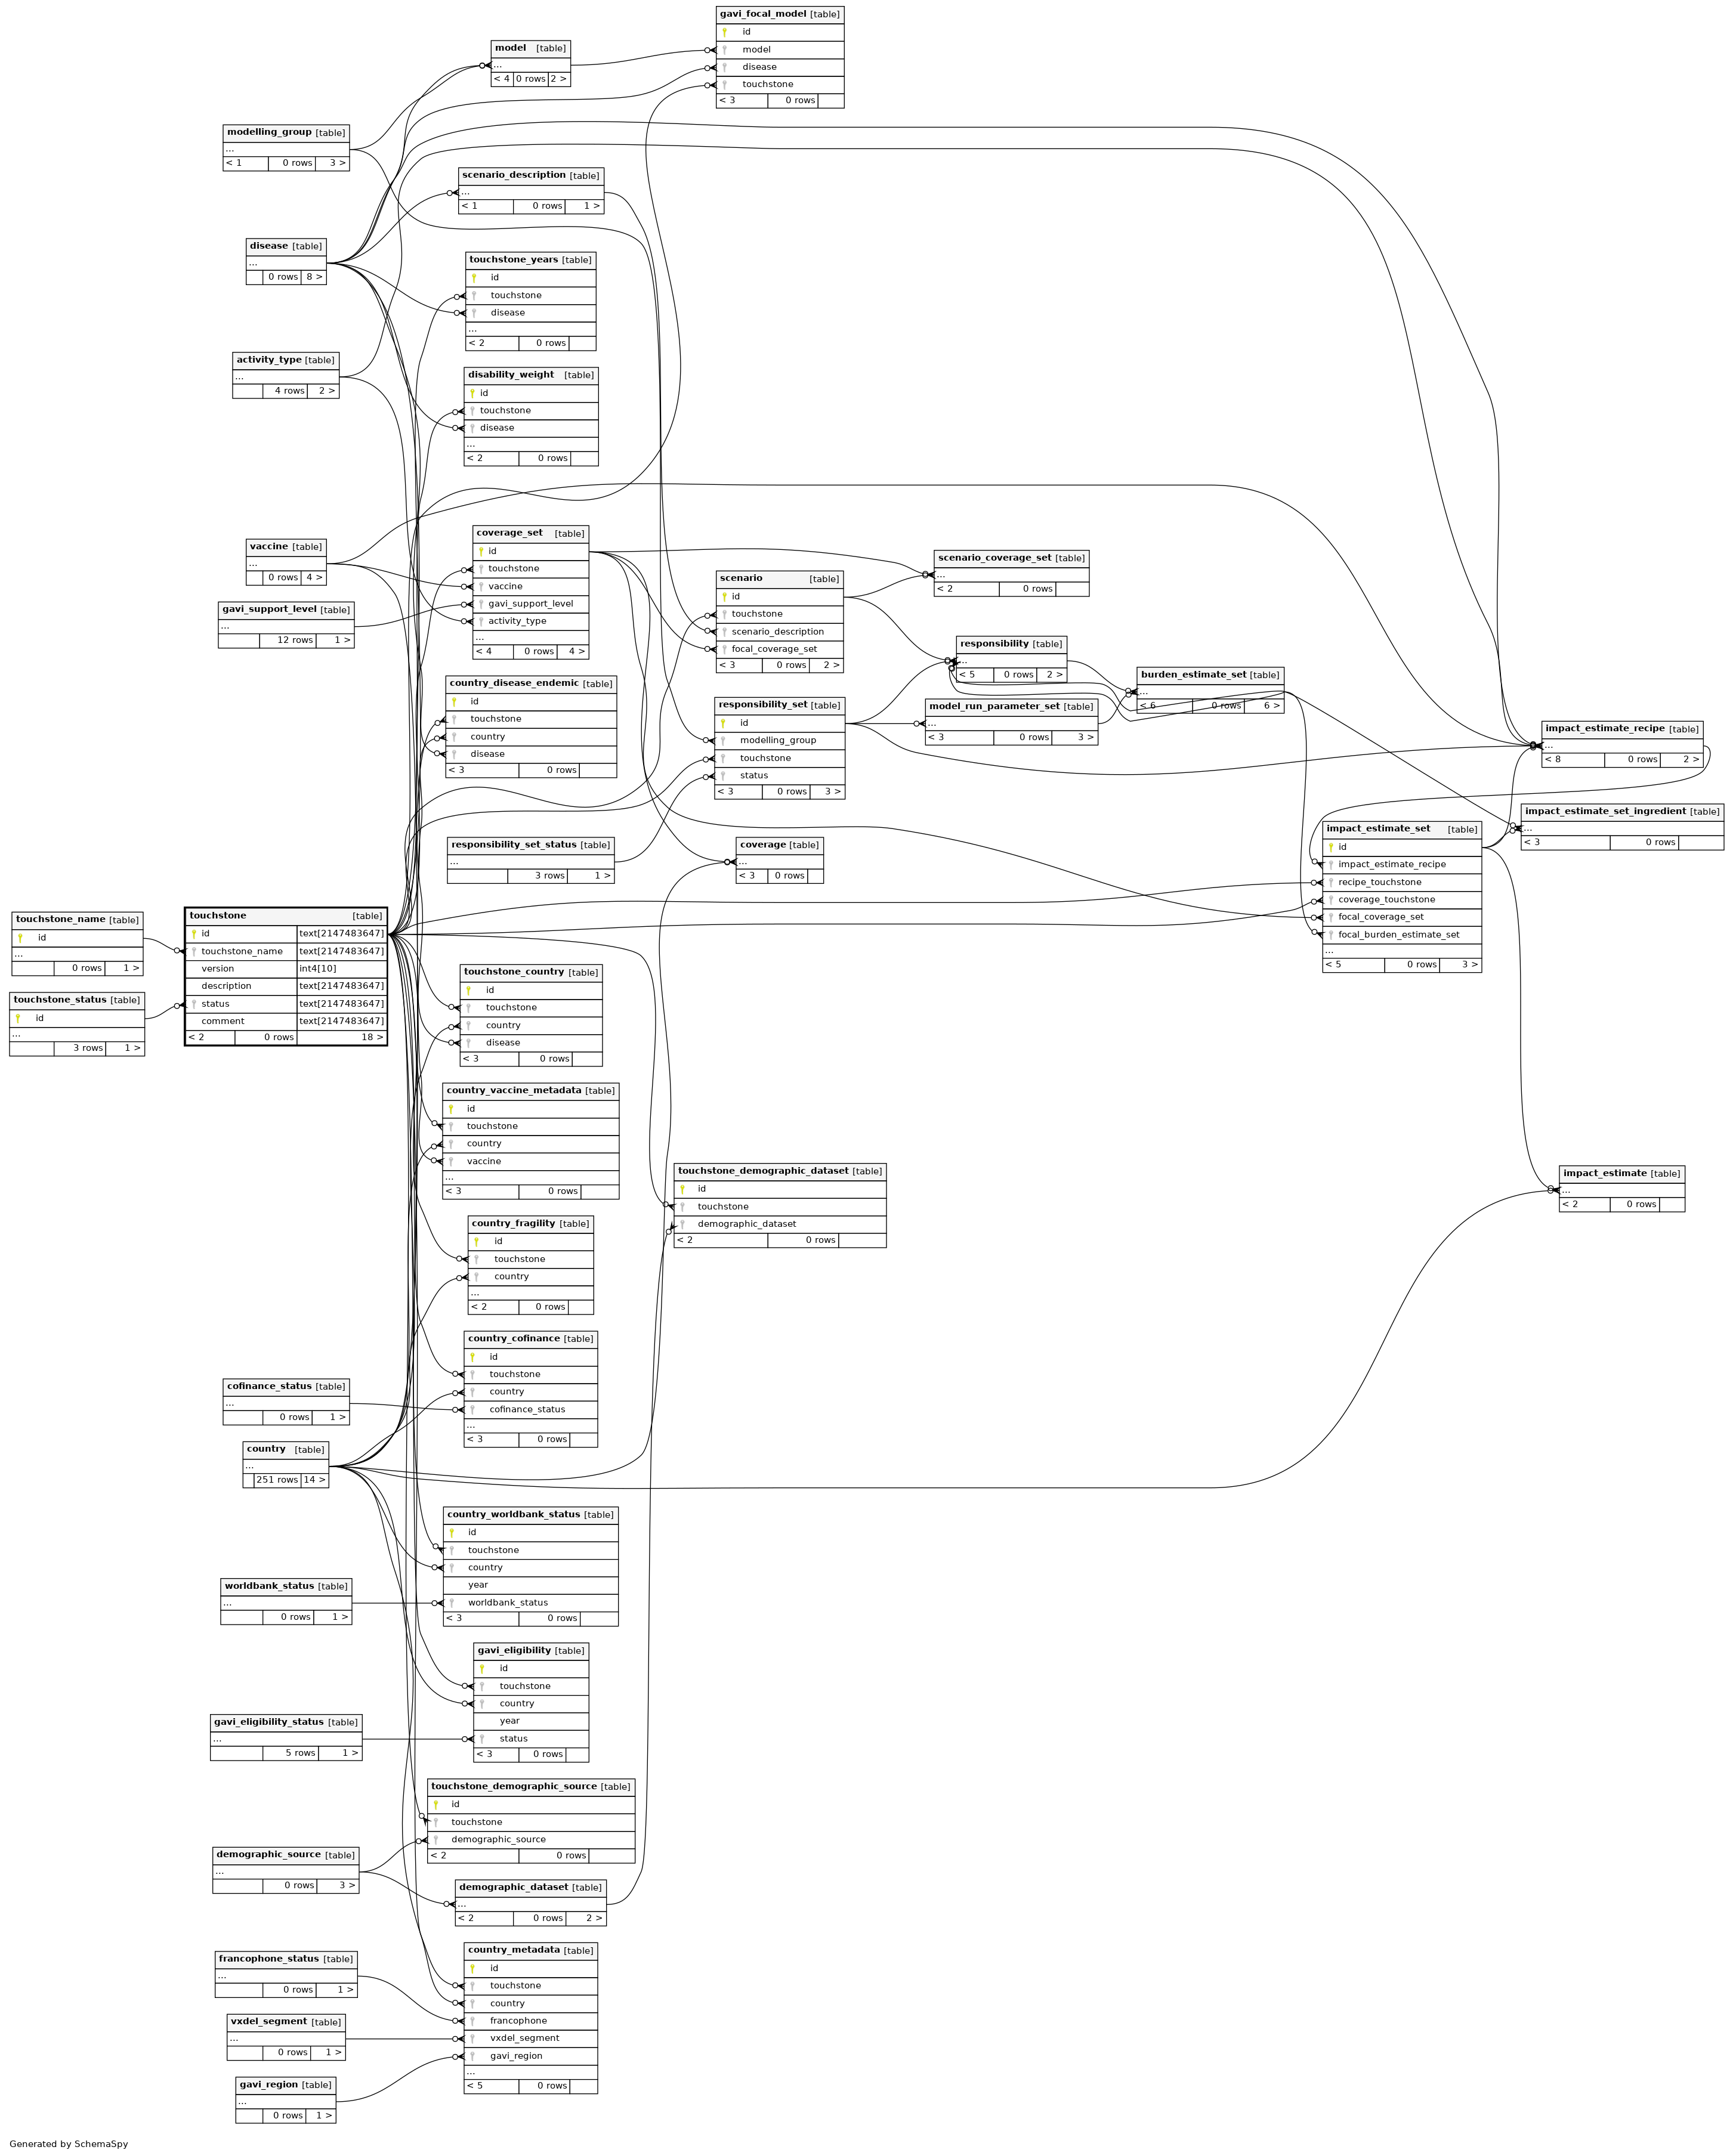 gavi_focal_model [table]
id
model
disease
touchstone
< 3 0 rows
model [table]
...
< 4 0 rows 2 >
modelling_group [table]
...
< 1 0 rows 3 >
scenario_description [table]
...
< 1 0 rows 1 >
disease [table]
...
0 rows 8 >
touchstone_years [table]
id
touchstone
disease
...
< 2 0 rows
activity_type [table]
...
4 rows 2 >
disability_weight [table]
id
touchstone
disease
...
< 2 0 rows
vaccine [table]
...
0 rows 4 >
gavi_support_level [table]
...
12 rows 1 >
coverage_set [table]
id
touchstone
vaccine
gavi_support_level
activity_type
...
< 4 0 rows 4 >
scenario [table]
id
touchstone
scenario_description
focal_coverage_set
< 3 0 rows 2 >
scenario_coverage_set [table]
...
< 2 0 rows
responsibility [table]
...
< 5 0 rows 2 >
burden_estimate_set [table]
...
< 6 0 rows 6 >
country_disease_endemic [table]
id
touchstone
country
disease
< 3 0 rows
responsibility_set [table]
id
modelling_group
touchstone
status
< 3 0 rows 3 >
model_run_parameter_set [table]
...
< 3 0 rows 3 >
impact_estimate_recipe [table]
...
< 8 0 rows 2 >
impact_estimate_set_ingredient [table]
...
< 3 0 rows
impact_estimate_set [table]
id
impact_estimate_recipe
recipe_touchstone
coverage_touchstone
focal_coverage_set
focal_burden_estimate_set
...
< 5 0 rows 3 >
responsibility_set_status [table]
...
3 rows 1 >
coverage [table]
...
< 3 0 rows
touchstone_name [table]
id
...
0 rows 1 >
touchstone_status [table]
id
...
3 rows 1 >
touchstone [table]
id text[2147483647]
touchstone_name text[2147483647]
version int4[10]
description text[2147483647]
status text[2147483647]
comment text[2147483647]
< 2 0 rows 18 >
touchstone_country [table]
id
touchstone
country
disease
< 3 0 rows
country_vaccine_metadata [table]
id
touchstone
country
vaccine
...
< 3 0 rows
touchstone_demographic_dataset [table]
id
touchstone
demographic_dataset
< 2 0 rows
impact_estimate [table]
...
< 2 0 rows
country_fragility [table]
id
touchstone
country
...
< 2 0 rows
country_cofinance [table]
id
touchstone
country
cofinance_status
...
< 3 0 rows
cofinance_status [table]
...
0 rows 1 >
country [table]
...
251 rows 14 >
country_worldbank_status [table]
id
touchstone
country
year
worldbank_status
< 3 0 rows
worldbank_status [table]
...
0 rows 1 >
gavi_eligibility [table]
id
touchstone
country
year
status
< 3 0 rows
gavi_eligibility_status [table]
...
5 rows 1 >
touchstone_demographic_source [table]
id
touchstone
demographic_source
< 2 0 rows
demographic_source [table]
...
0 rows 3 >
demographic_dataset [table]
...
< 2 0 rows 2 >
country_metadata [table]
id
touchstone
country
francophone
vxdel_segment
gavi_region
...
< 5 0 rows
francophone_status [table]
...
0 rows 1 >
vxdel_segment [table]
...
0 rows 1 >
gavi_region [table]
...
0 rows 1 >
Generated by SchemaSpy